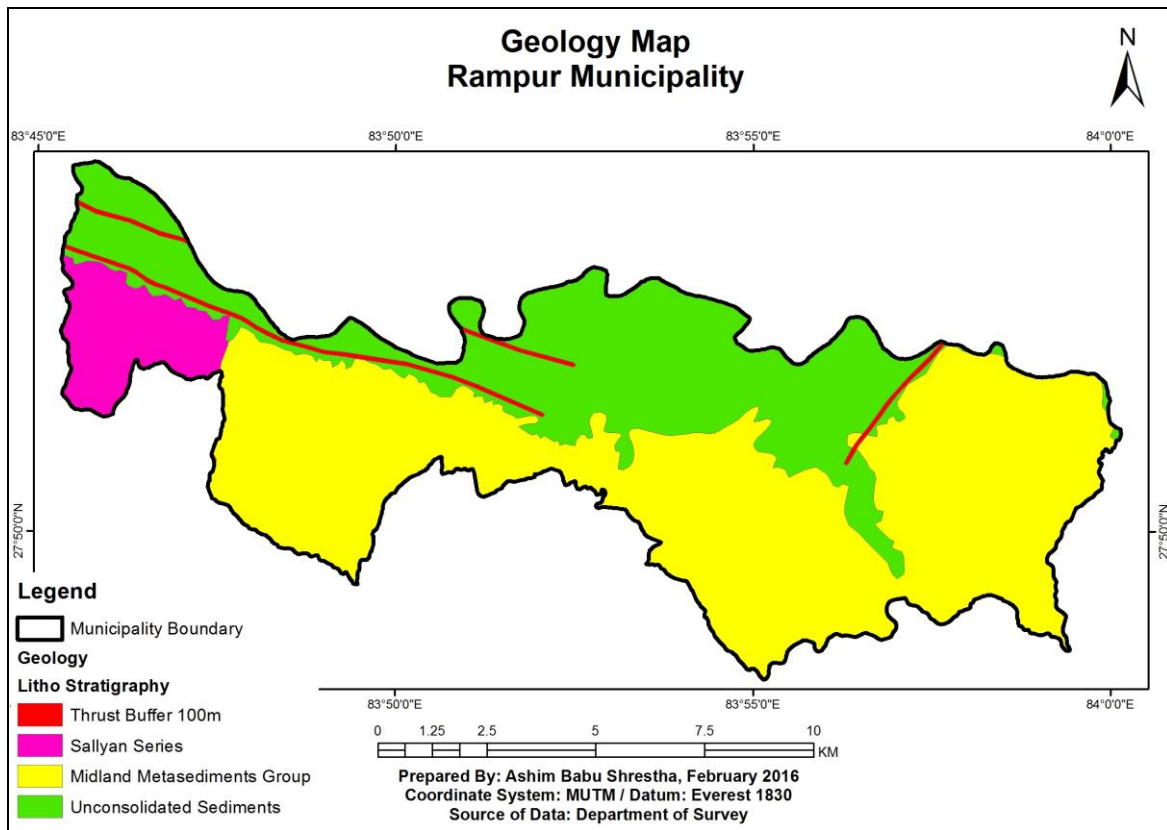 Geology Map
Rampur Municipality
N
83°45'0"E
83°50'0"E
83°55'0"E
84°0'0"E
27°50'0"N
27°50'0"N
Legend
Municipality Boundary
Geology
Litho Stratigraphy
Thrust Buffer 100m
Sallyan Series
Midland Metasediments Group
Unconsolidated Sediments
83°50'0"E
83°55'0"E
84°0'0"E
0 1.25 2.5 5 7.5 10
KM
Prepared By: Ashim Babu Shrestha, February 2016
Coordinate System: MUTM / Datum: Everest 1830
Source of Data: Department of Survey